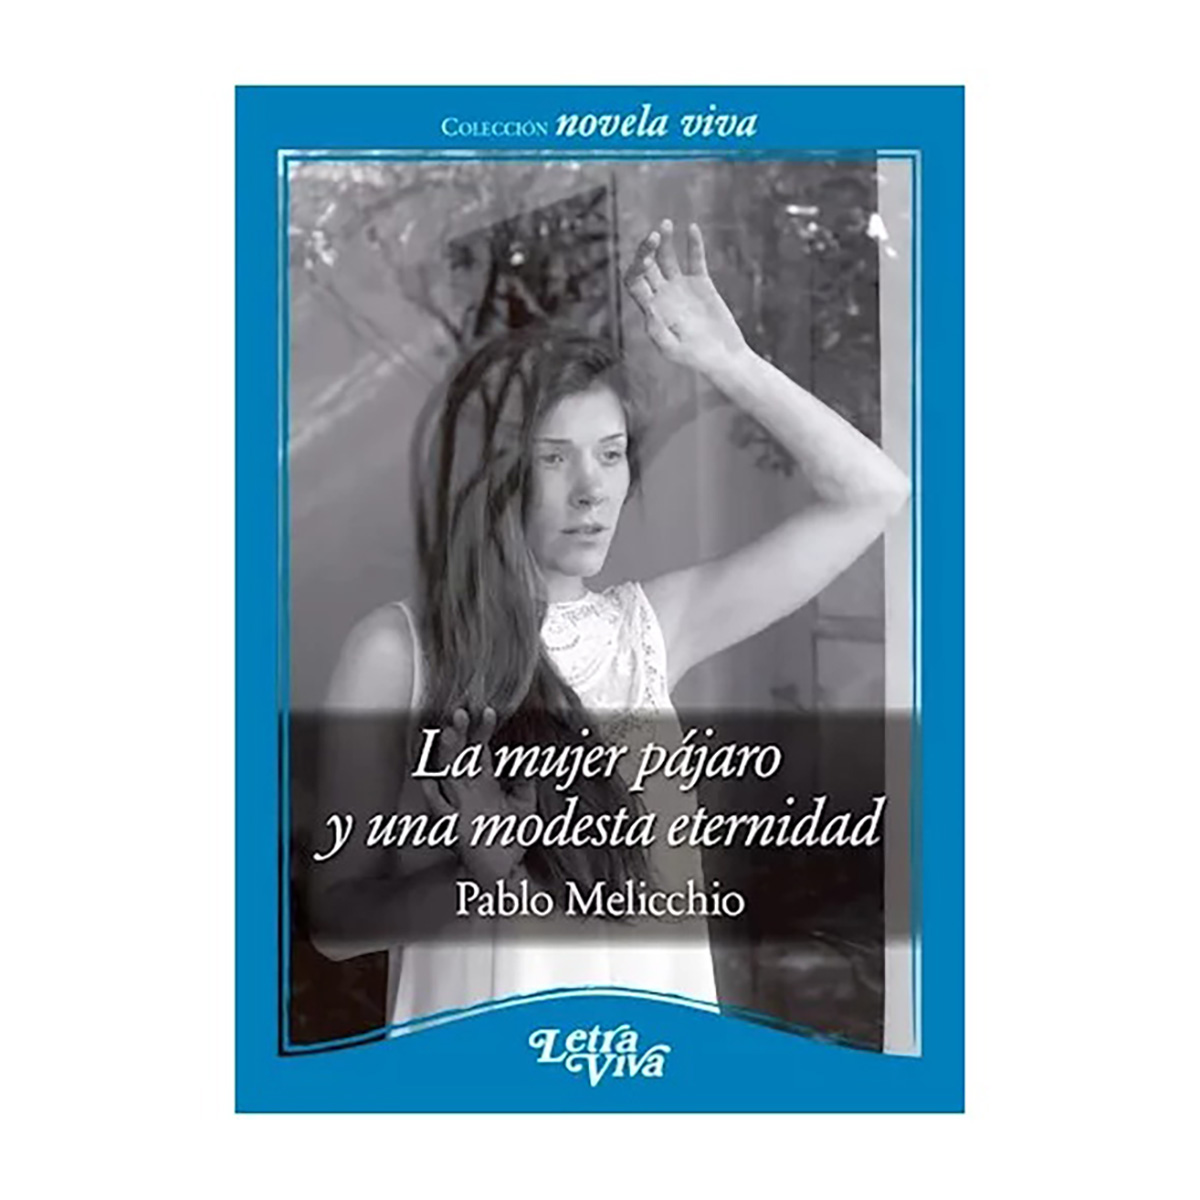 Colección novela viva
La mujer pájaro
y una modesta eternidad
Pablo Melicchio
Letra
Viva